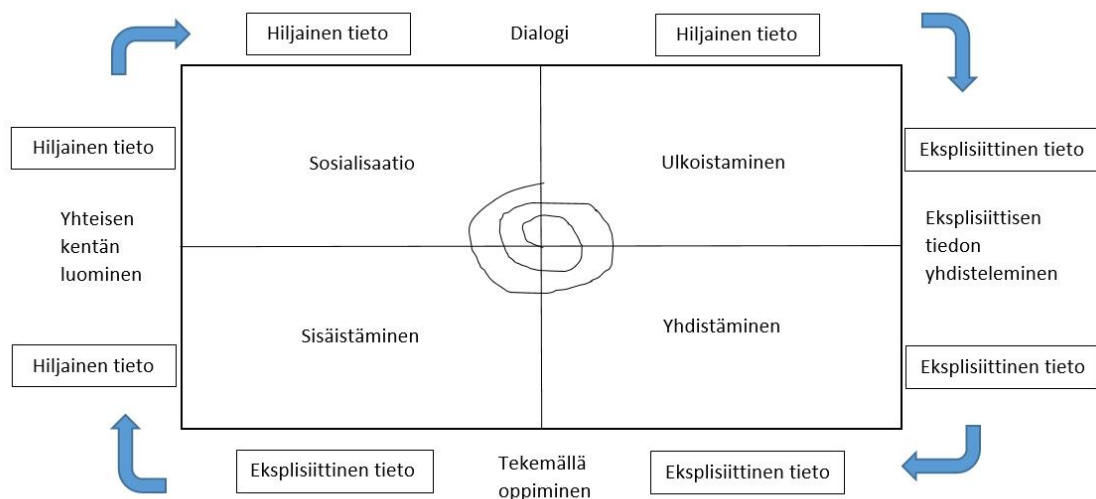 Hiljainen tieto
Dialogi
Hiljainen tieto
Hiljainen tieto
Eksplisiittinen tieto
Sosialisaatio
Ulkoistaminen
Yhteisen
kentän
luominen
Eksplisiittisen
tiedon
yhdisteleminen
Sisäistäminen
Yhdistäminen
Hiljainen tieto
Eksplisiittinen tieto
Eksplisiittinen tieto
Tekemällä
oppiminen
Eksplisiittinen tieto